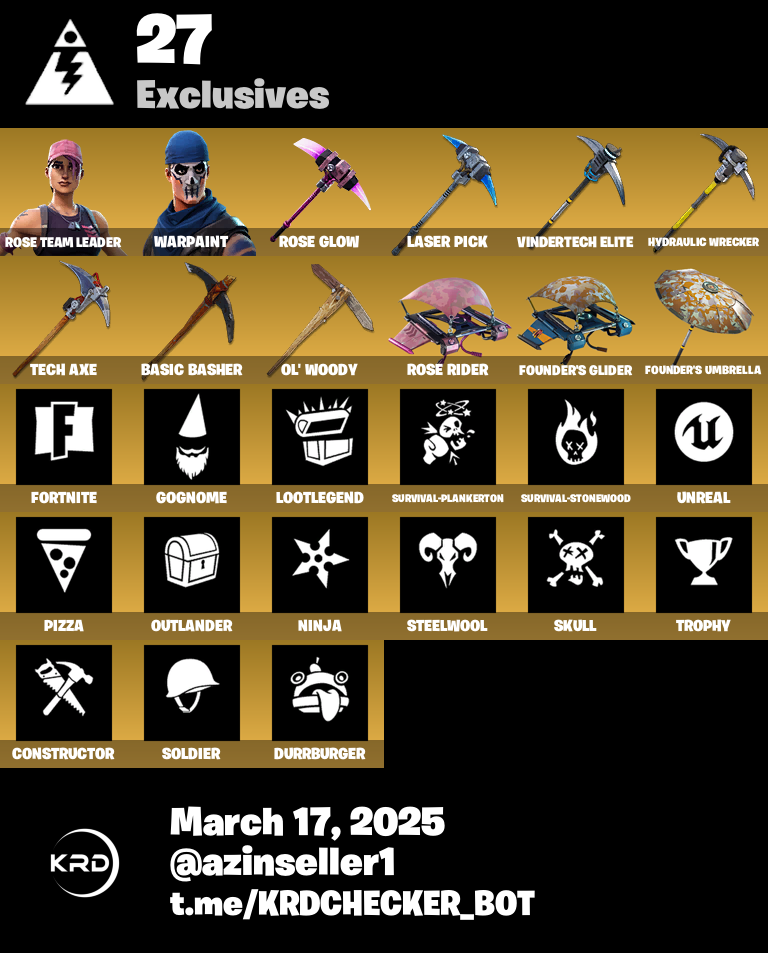 27
Exclusives
ROSE TEAM LEADER
WARPAINT
ROSE GLOW
LASER PICK
VINDERTECH ELITE
HYDRAULIC WRECKER
TECH AXE
BASIC BASHER
OL' WOODY
ROSE RIDER
FOUNDER'S GLIDER
FOUNDER'S UMBRELLA
F
FORTNITE
GOGNOME
LOOTLEGEND
SURVIVAL-PLANKERTON
SURVIVAL-STONEWOOD
U
UNREAL
PIZZA
OUTLANDER
NINJA
STEELWOOL
SKULL
TROPHY
CONSTRUCTOR
SOLDIER
DURRBURGER
KRD
March 17, 2025
@azinseller1
t.me/KRDCHECKER_BOT